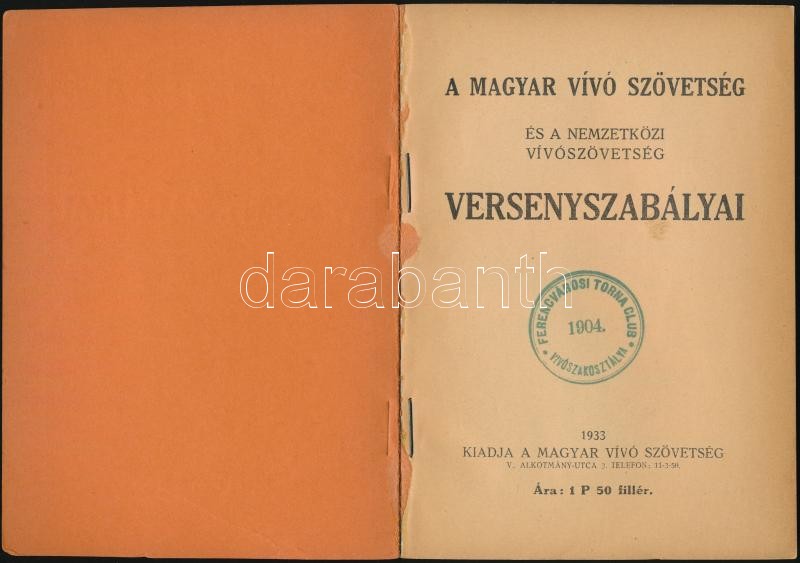 A MAGYAR VÍVÓ SZÖVETSÉG
ÉS A NEMZETKÖZI
VÍVÓSZÖVETSÉG
VERSENYSZABÁLYAI
darabanth
FERENCVÁROSI TORNA CLUB
1904.
VIVÓSZAKOSZTÁLYA
1933
KIADJA A MAGYAR VÍVÓ SZÖVETSÉG
V., ALKOTMÁNY-UTCA 3. TELEFON: 11-3-50.
Ára: 1 P 50 fillér.